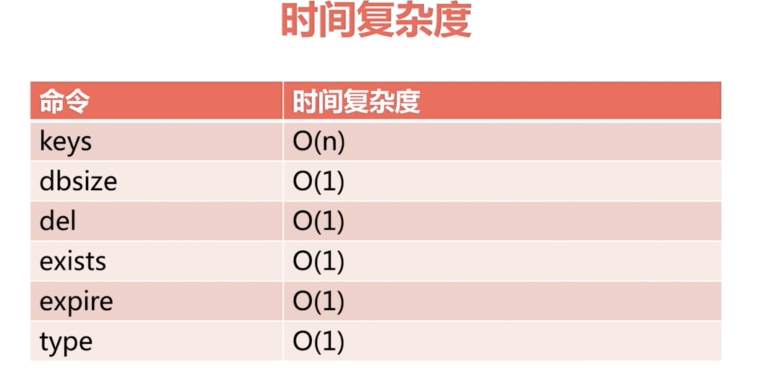 时间复杂度
命令 时间复杂度
keys O(n)
dbsize O(1)
del O(1)
exists O(1)
expire O(1)
type O(1)